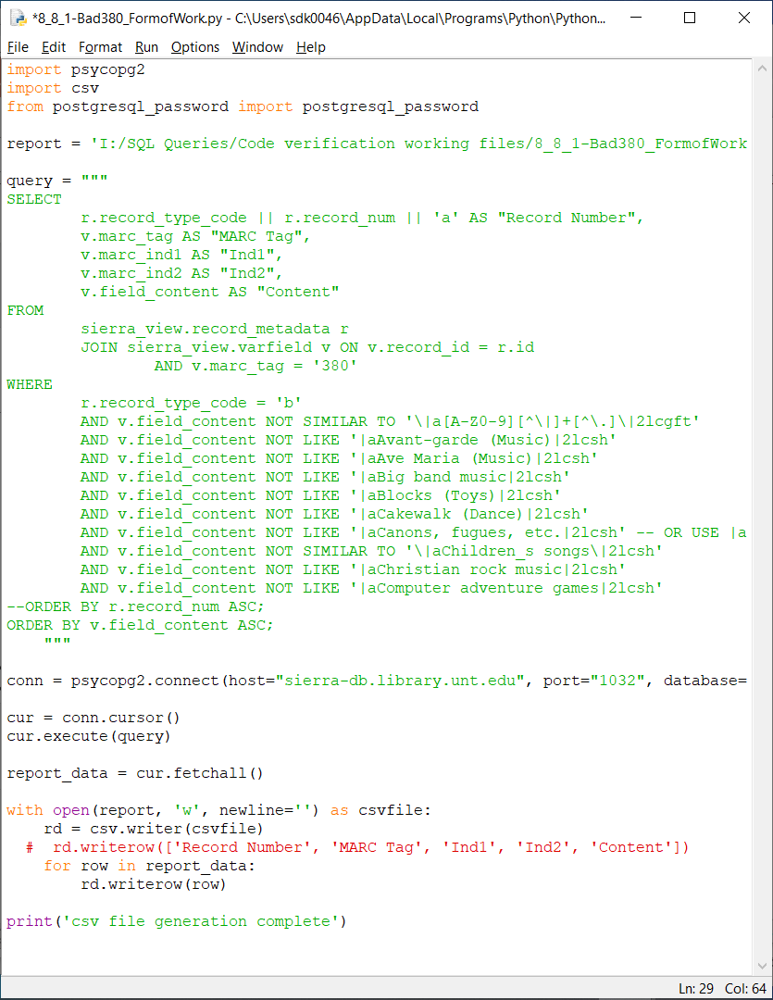 *8_8_1-Bad380_FormofWork.py - C:\Users\sdk0046\AppData\Local\Programs\Python\Python...
File Edit Format Run Options Window Help
import psycopg2
import csv
from postgresql_password import postgresql_password

report = 'I:/SQL Queries/Code verification working files/8_8_1-Bad380_FormofWork

query = """
SELECT
        r.record_type_code || r.record_num || 'a' AS "Record Number",
        v.marc_tag AS "MARC Tag",
        v.marc_ind1 AS "Ind1",
        v.marc_ind2 AS "Ind2",
        v.field_content AS "Content"
FROM
        sierra_view.record_metadata r
        JOIN sierra_view.varfield v ON v.record_id = r.id
                AND v.marc_tag = '380'
WHERE
        r.record_type_code = 'b'
        AND v.field_content NOT SIMILAR TO '\|a[A-Z0-9][^\|]+[^\.]\|2lcgft'
        AND v.field_content NOT LIKE '|aAvant-garde (Music)|2lcsh'
        AND v.field_content NOT LIKE '|aAve Maria (Music)|2lcsh'
        AND v.field_content NOT LIKE '|aBig band music|2lcsh'
        AND v.field_content NOT LIKE '|aBlocks (Toys)|2lcsh'
        AND v.field_content NOT LIKE '|aCakewalk (Dance)|2lcsh'
        AND v.field_content NOT LIKE '|aCanons, fugues, etc.|2lcsh' -- OR USE |a
        AND v.field_content NOT SIMILAR TO '\|aChildren_s songs\|2lcsh'
        AND v.field_content NOT LIKE '|aChristian rock music|2lcsh'
        AND v.field_content NOT LIKE '|aComputer adventure games|2lcsh'
--ORDER BY r.record_num ASC;
ORDER BY v.field_content ASC;
    """

conn = psycopg2.connect(host="sierra-db.library.unt.edu", port="1032", database=

cur = conn.cursor()
cur.execute(query)

report_data = cur.fetchall()

with open(report, 'w', newline='') as csvfile:
    rd = csv.writer(csvfile)
  #  rd.writerow(['Record Number', 'MARC Tag', 'Ind1', 'Ind2', 'Content'])
    for row in report_data:
        rd.writerow(row)

print('csv file generation complete')
Ln: 29 Col: 64